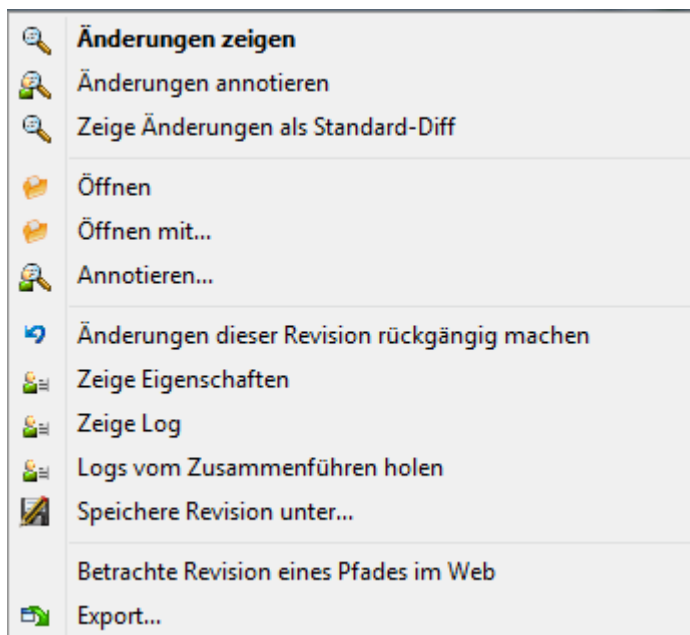 Änderungen zeigen
Änderungen annotieren
Zeige Änderungen als Standard-Diff
Öffnen
Öffnen mit...
Annotieren...
Änderungen dieser Revision rückgängig machen
Zeige Eigenschaften
Zeige Log
Logs vom Zusammenführen holen
Speichere Revision unter...
Betrachte Revision eines Pfades im Web
Export...